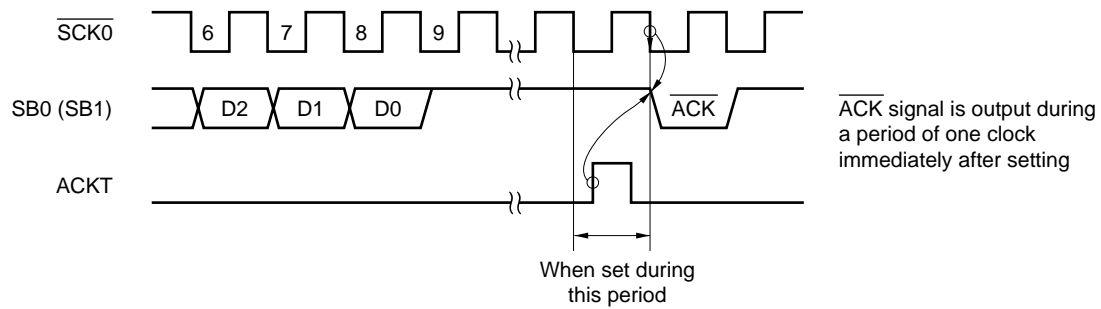 SCK0
6 7 8 9
SB0 (SB1)
D2 D1 D0 ACK
ACK signal is output during
a period of one clock
immediately after setting
ACKT
When set during
this period